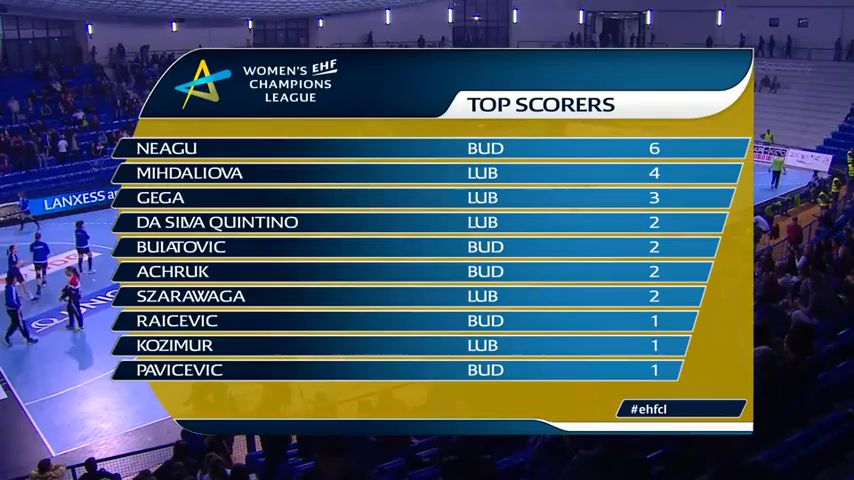 WOMEN'S EHF
CHAMPIONS
LEAGUE
TOP SCORERS
NEAGU BUD 6
MIHDALIOVA LUB 4
GEGA LUB 3
DA SILVA QUINTINO LUB 2
BULATOVIC BUD 2
ACHRUK BUD 2
SZARAWAGA LUB 2
RAICEVIC BUD 1
KOZIMUR LUB 1
PAVICEVIC BUD 1
#ehfcl
LANXESS